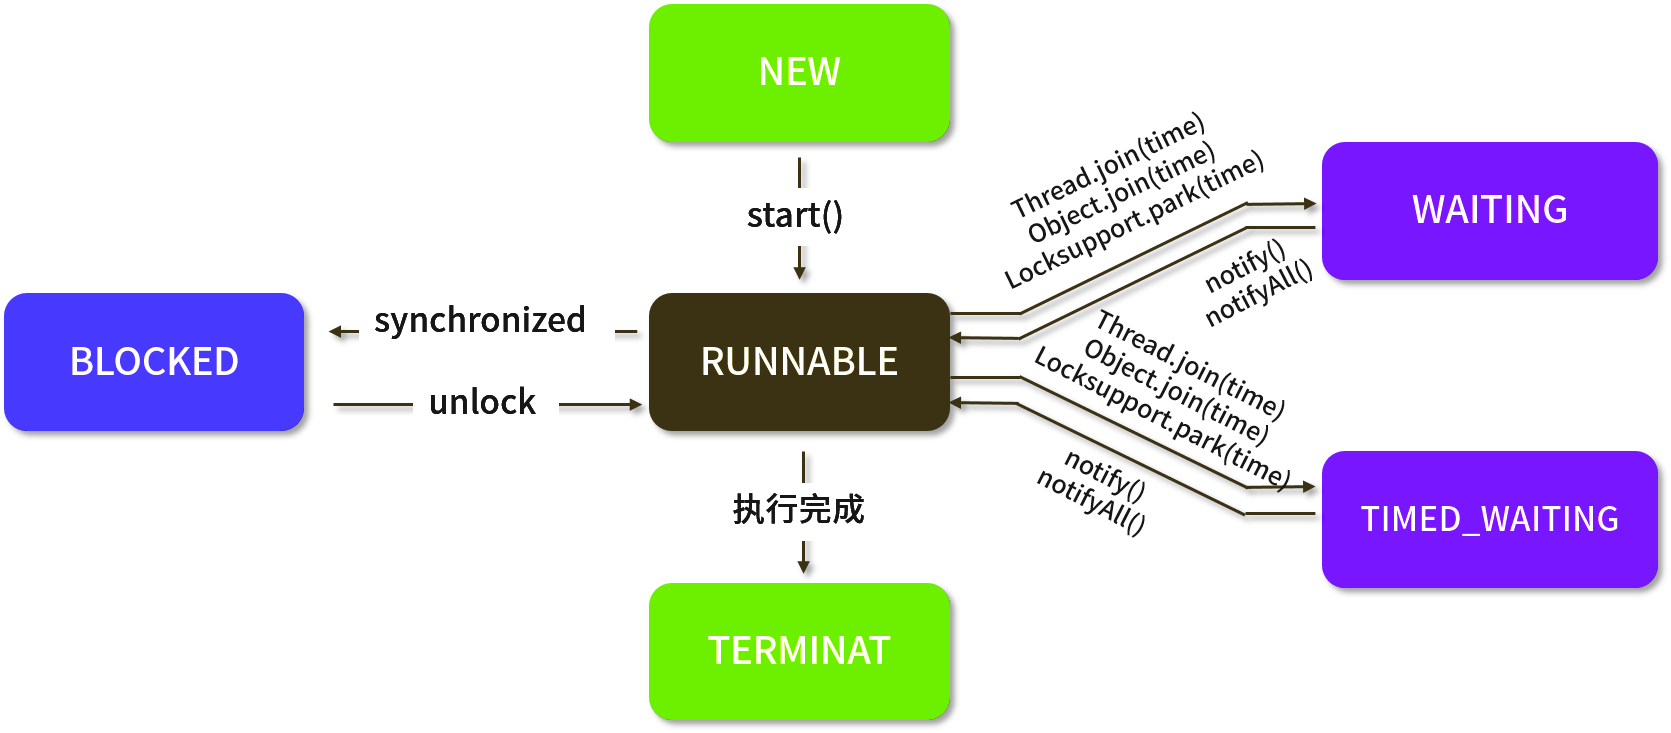 NEW
start()
Thread.join(time)
Object.join(time)
Locksupport.park(time)
WAITING
notify()
notifyAll()
BLOCKED
synchronized
unlock
RUNNABLE
Thread.join(time)
Object.join(time)
Locksupport.park(time)
notify()
notifyAll()
TIMED_WAITING
执行完成
TERMINAT